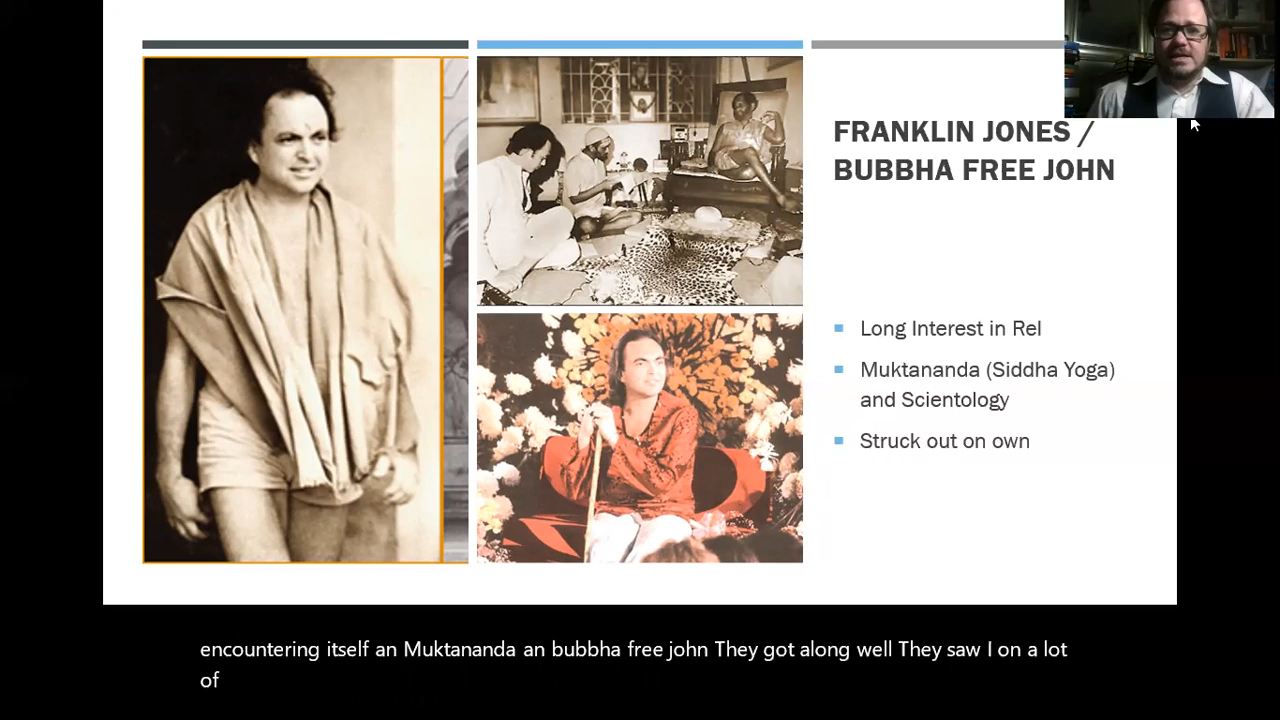 FRANKLIN JONES /
BUBBHA FREE JOHN
Long Interest in Rel
Muktananda (Siddha Yoga)
and Scientology
Struck out on own
encountering itself an Muktananda an bubbha free john They got along well They saw I on a lot
of